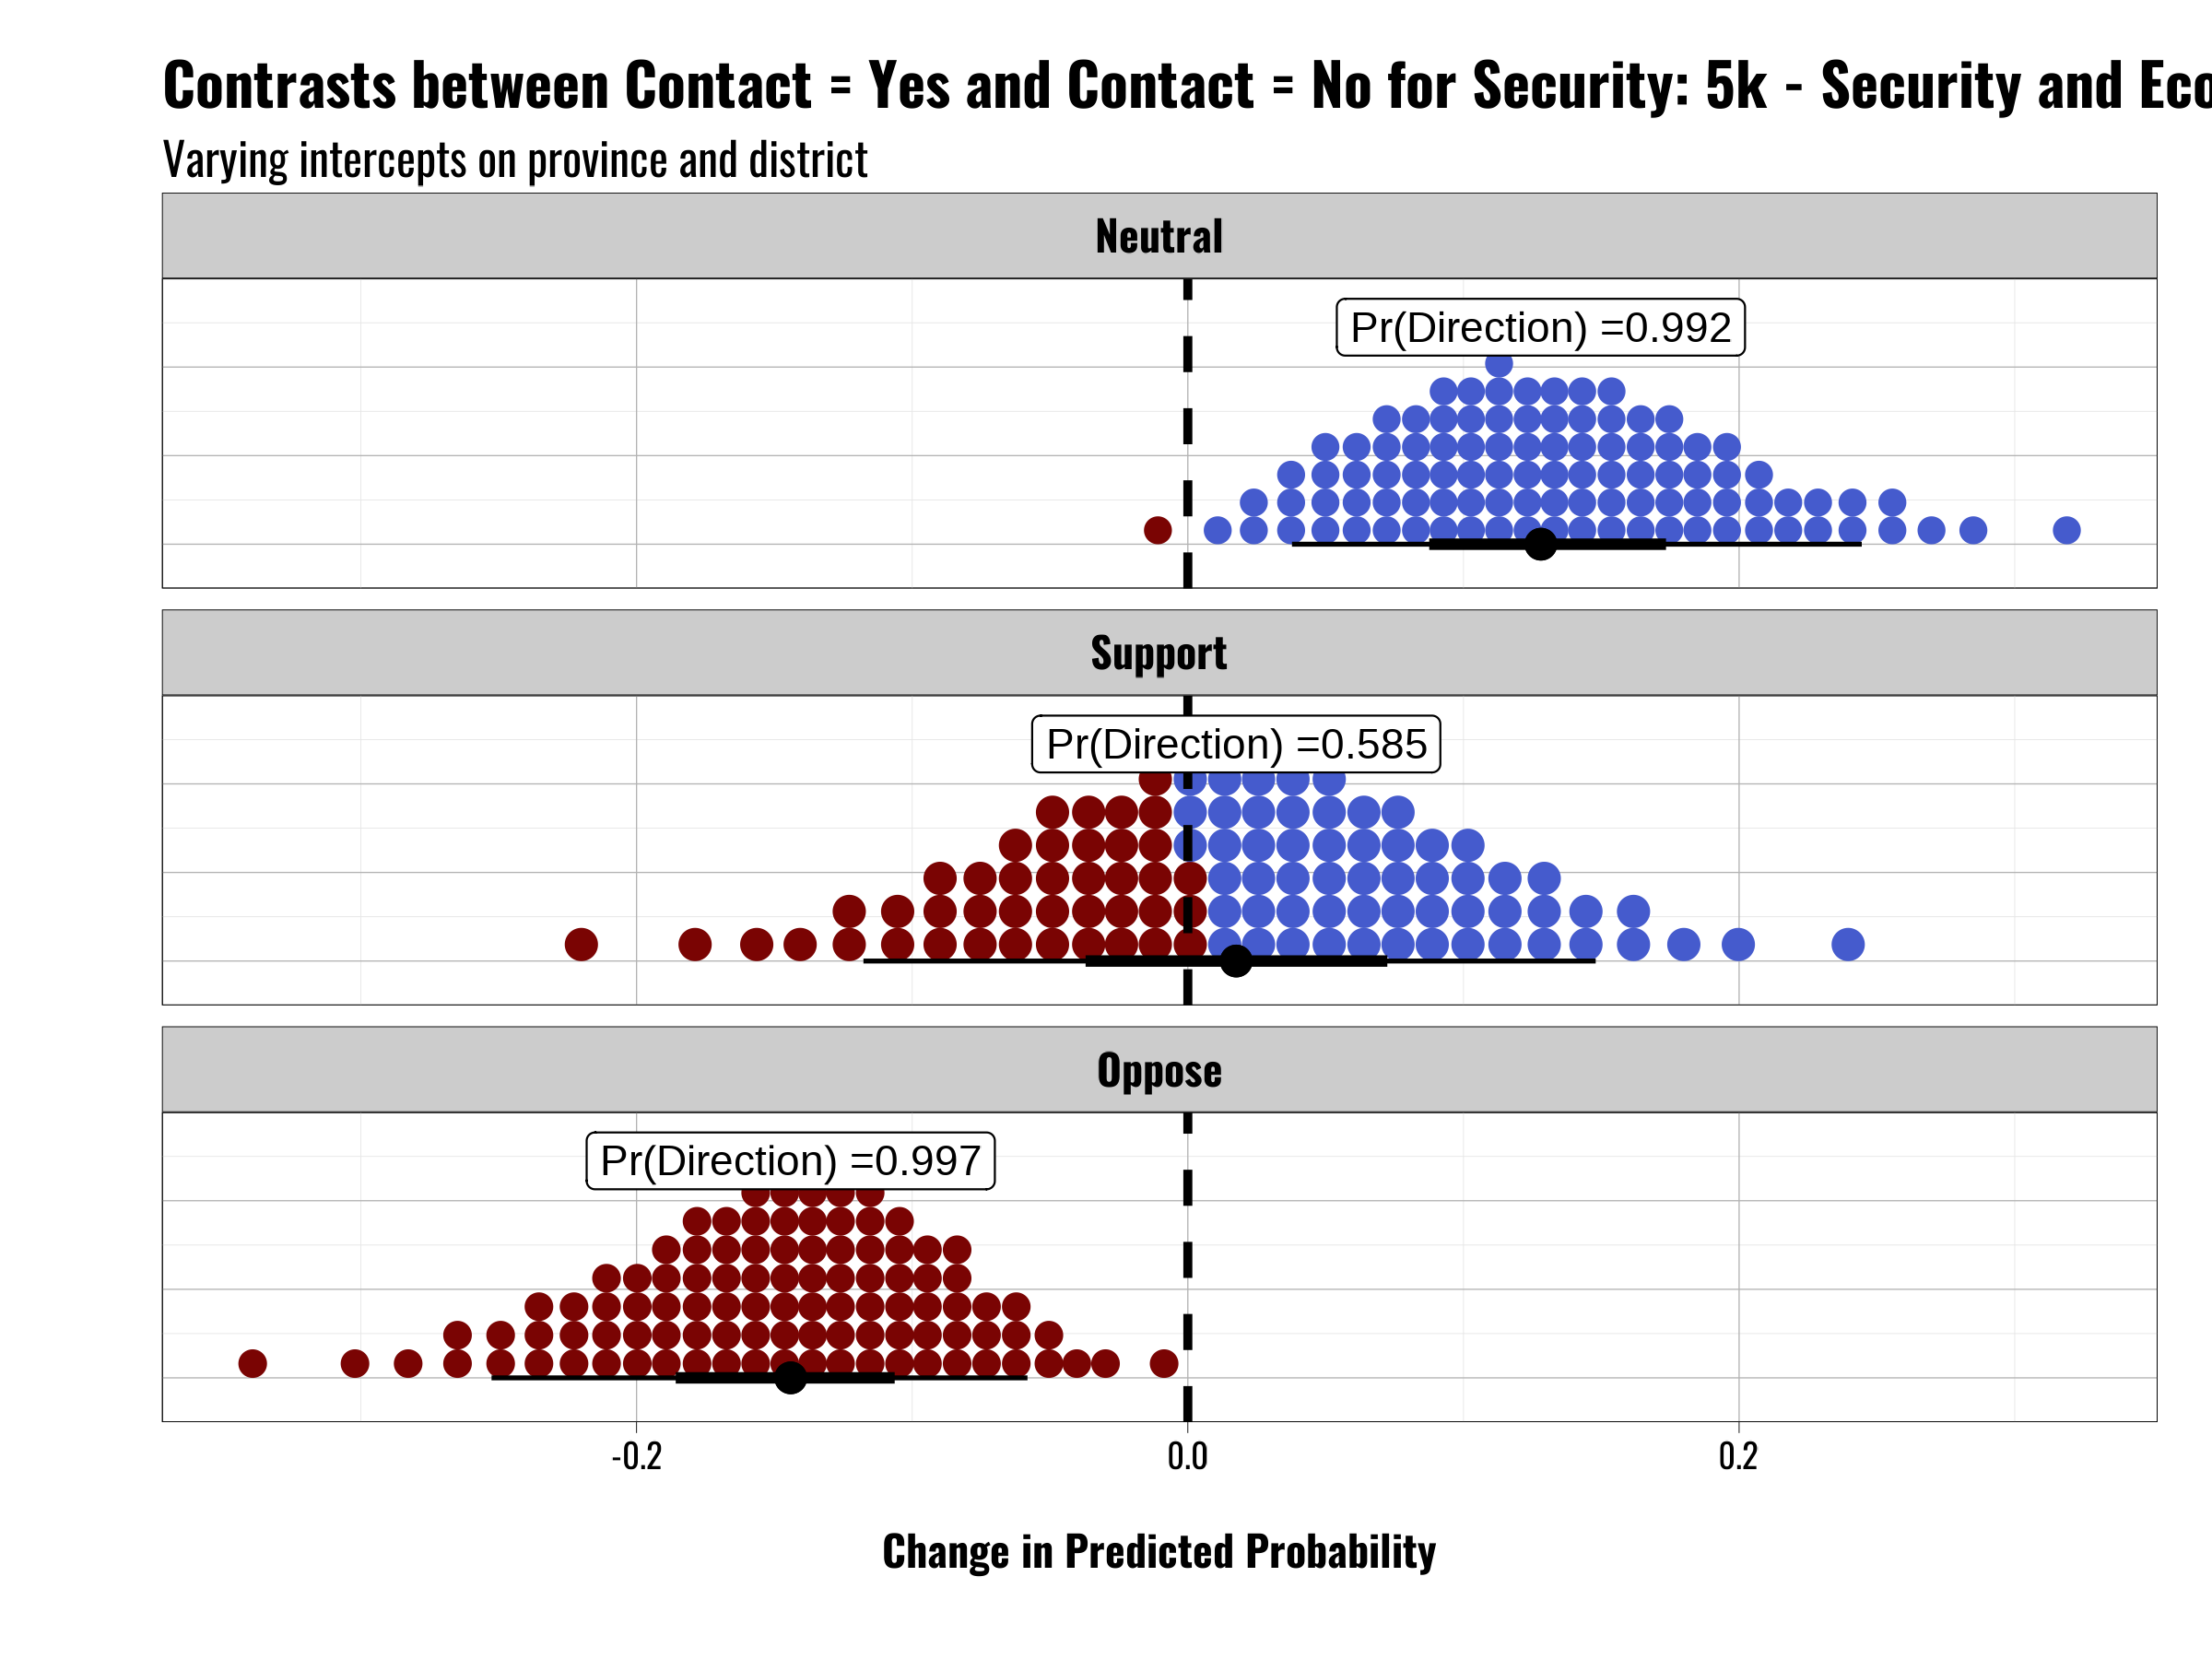 Contrasts between Contact = Yes and Contact = No for Security: 5k - Security and Eco
Varying intercepts on province and district
Neutral
Pr(Direction) =0.992
Support
Pr(Direction) =0.585
Oppose
Pr(Direction) =0.997
-0.2 0.0 0.2
Change in Predicted Probability